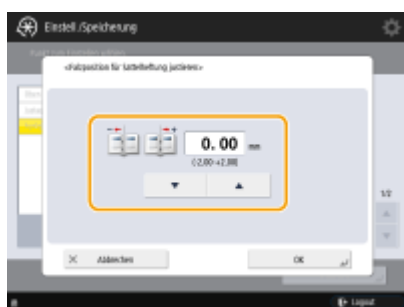 Einstell./Speicherung
<Falzposition für Sattelheftung justieren>
0.00 mm
(-2.00~+2.00)
1/2
Abbrechen
OK
Logout